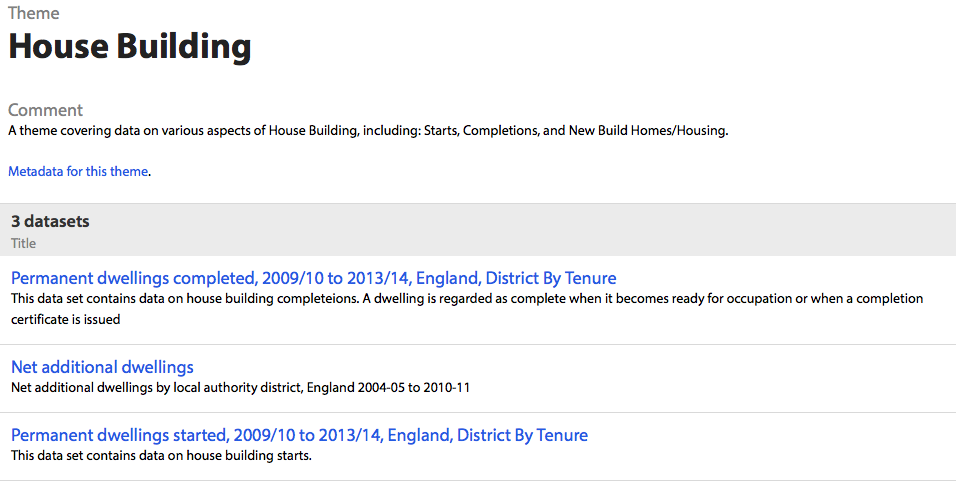 Theme
House Building
Comment
A theme covering data on various aspects of House Building, including: Starts, Completions, and New Build Homes/Housing.
Metadata for this theme.
3 datasets
Title
Permanent dwellings completed, 2009/10 to 2013/14, England, District By Tenure
This data set contains data on house building completeions. A dwelling is regarded as complete when it becomes ready for occupation or when a completion
certificate is issued
Net additional dwellings
Net additional dwellings by local authority district, England 2004-05 to 2010-11
Permanent dwellings started, 2009/10 to 2013/14, England, District By Tenure
This data set contains data on house building starts.